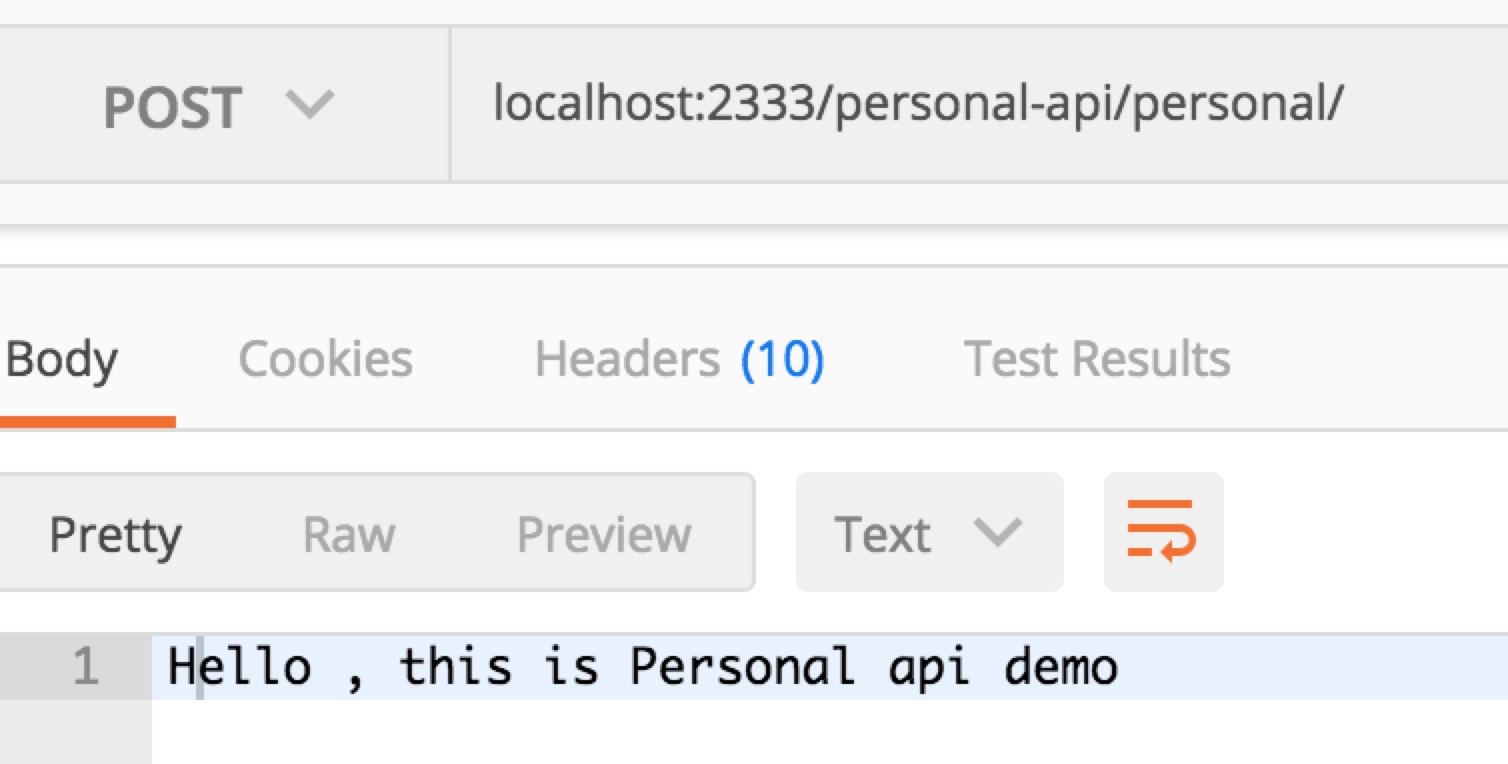 POST localhost:2333/personal-api/personal/
Body Cookies Headers (10) Test Results
Pretty Raw Preview Text
1 Hello , this is Personal api demo